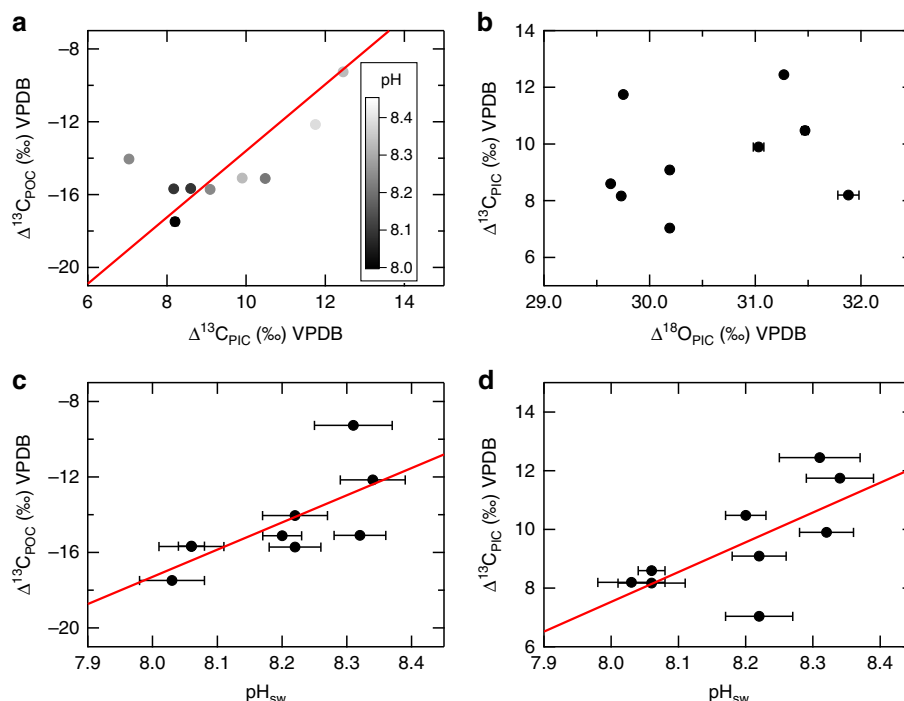 a
−8
−12
−16
−20
Δ13CPOC (‰) VPDB
6 8 10 12 14
Δ13CPIC (‰) VPDB
pH
8.4
8.3
8.2
8.1
8.0
b
14
12
10
8
6
4
Δ13CPIC (‰) VPDB
29.0 30.0 31.0 32.0
Δ18OPIC (‰) VPDB
c
−8
−12
−16
−20
Δ13CPOC (‰) VPDB
7.9 8.0 8.1 8.2 8.3 8.4
pHsw
d
14
12
10
8
6
Δ13CPIC (‰) VPDB
7.9 8.0 8.1 8.2 8.3 8.4
pHsw